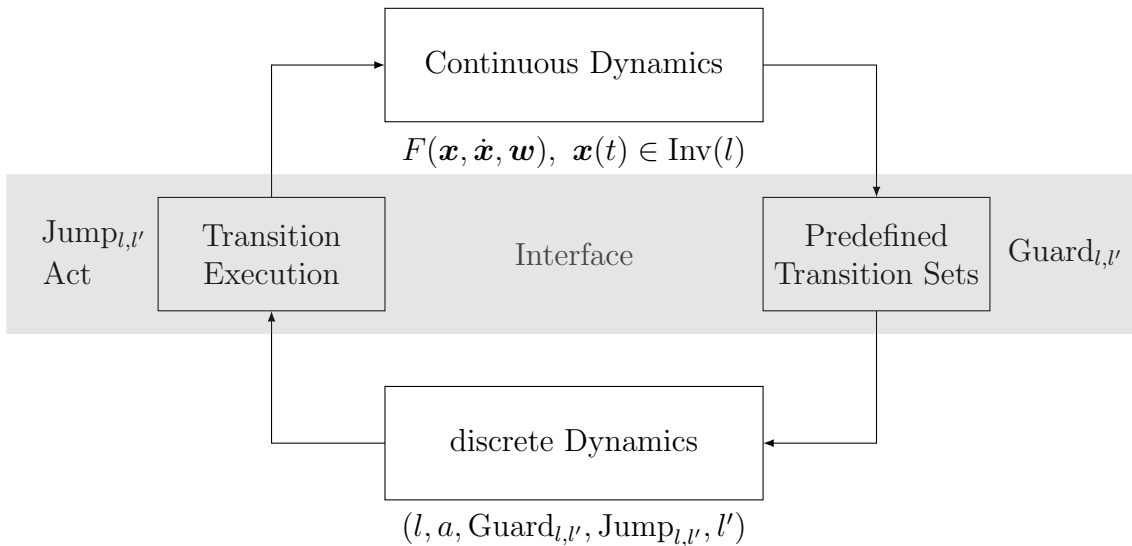 Continuous Dynamics
F(𝒙, 𝒙̇, 𝒘), 𝒙(t) ∈ Inv(l)
Jump_{l,l′}
Act
Transition
Execution
Interface
Predefined
Transition Sets
Guard_{l,l′}
discrete Dynamics
(l, a, Guard_{l,l′}, Jump_{l,l′}, l′)